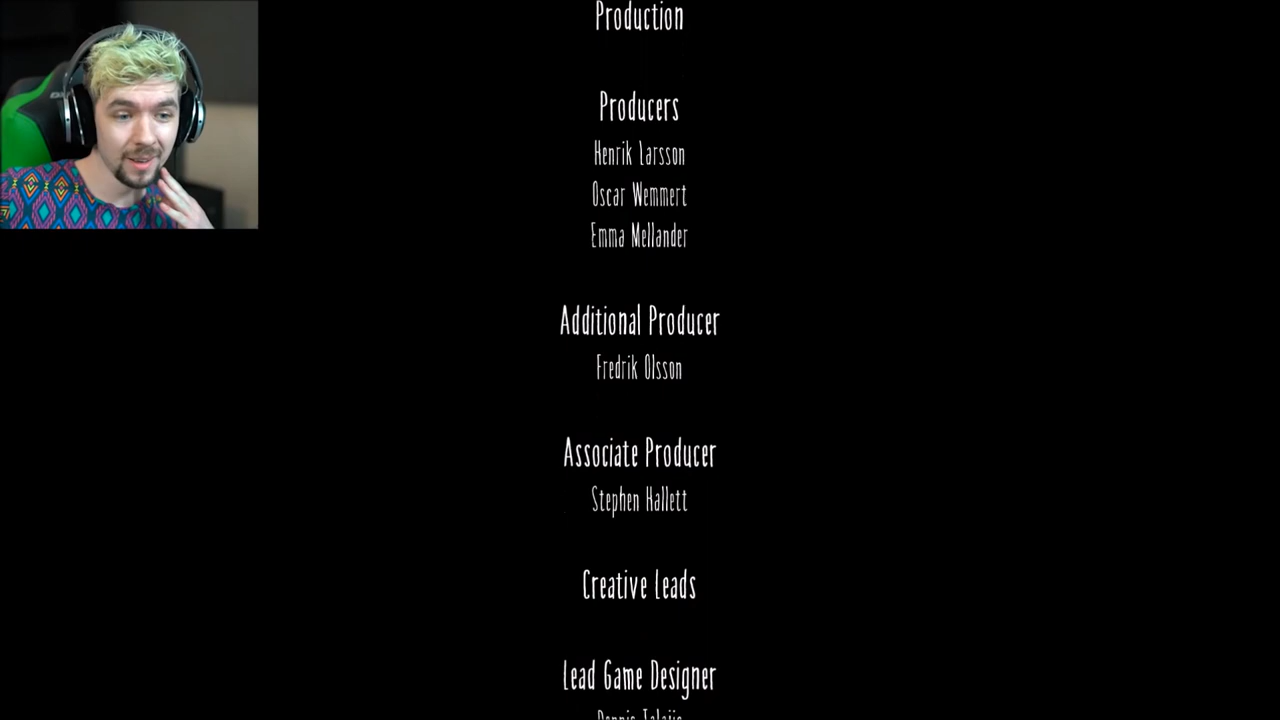 Production
Producers
Henrik Larsson
Oscar Wemmert
Emma Mellander
Additional Producer
Fredrik Olsson
Associate Producer
Stephen Hallett
Creative Leads
Lead Game Designer